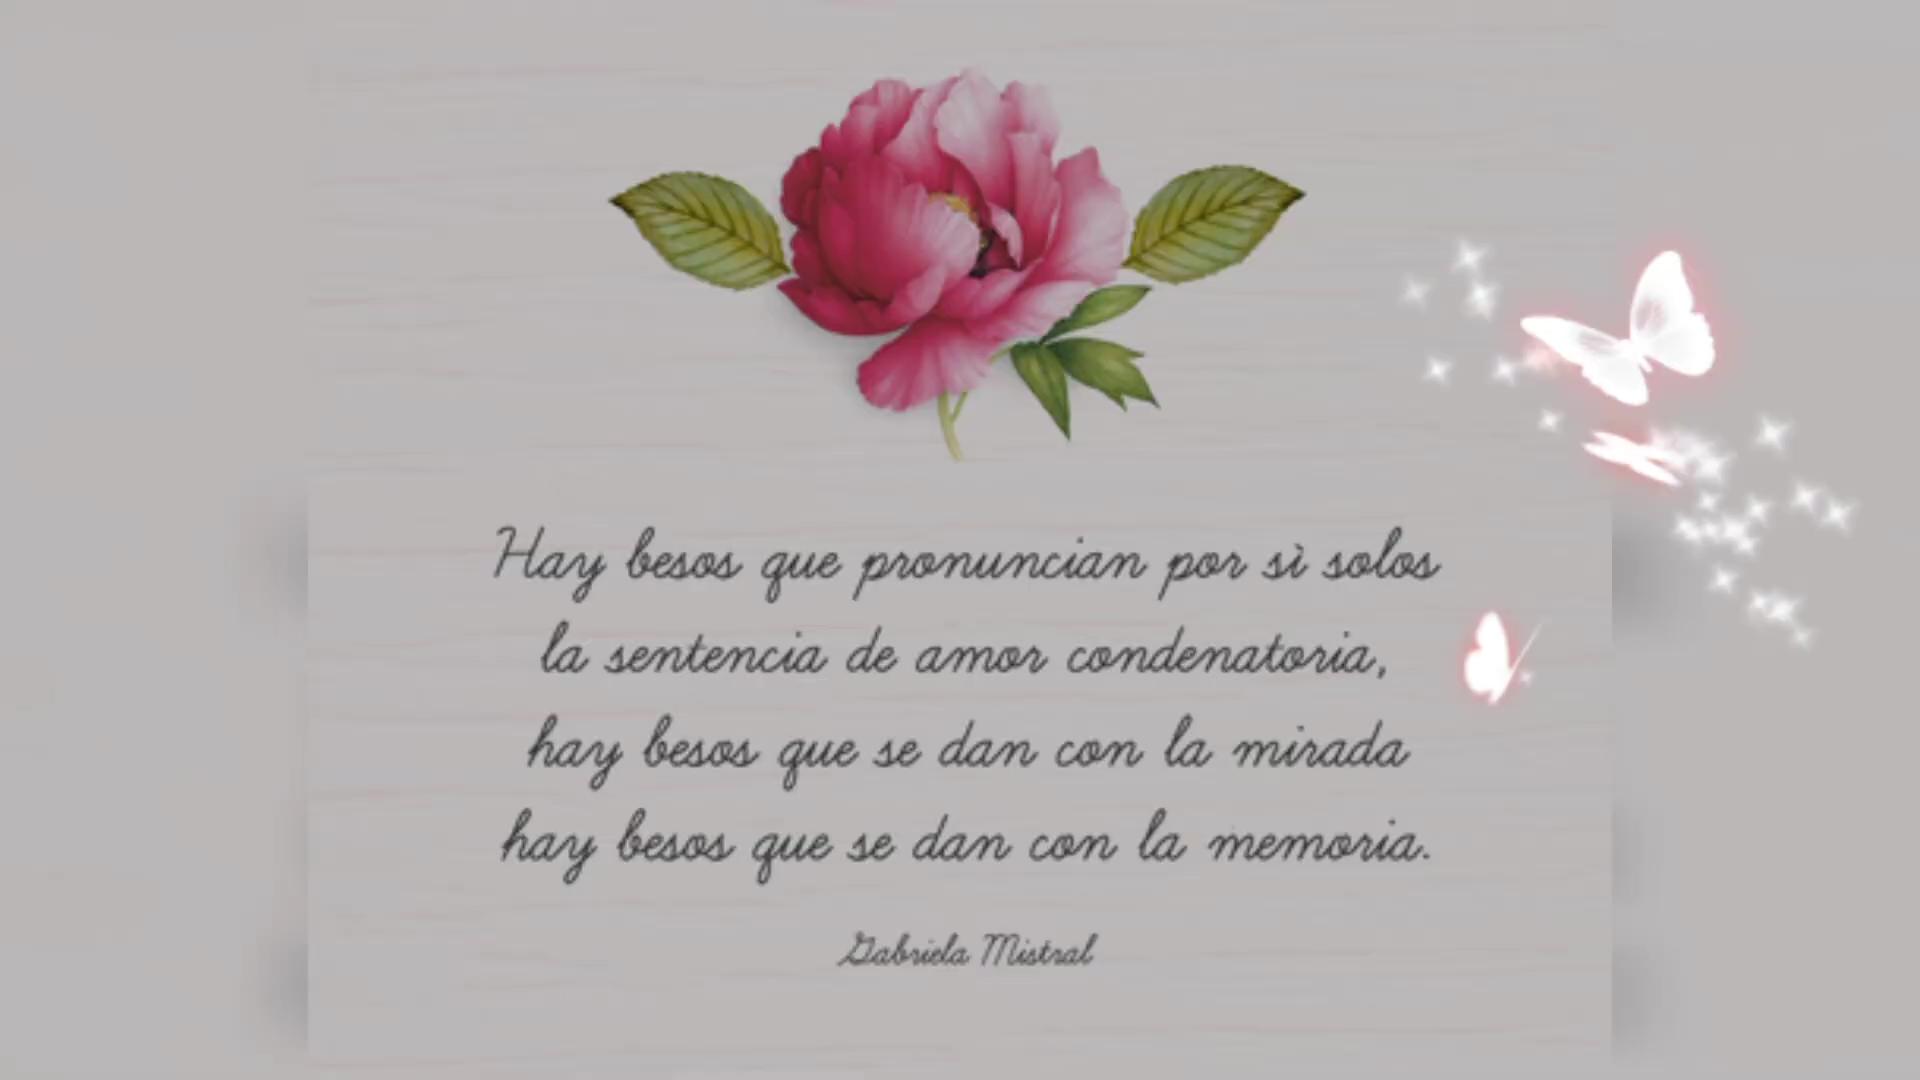 Hay besos que pronuncian por sì solos
la sentencia de amor condenatoria,
hay besos que se dan con la mirada
hay besos que se dan con la memoria.
Gabriela Mistral